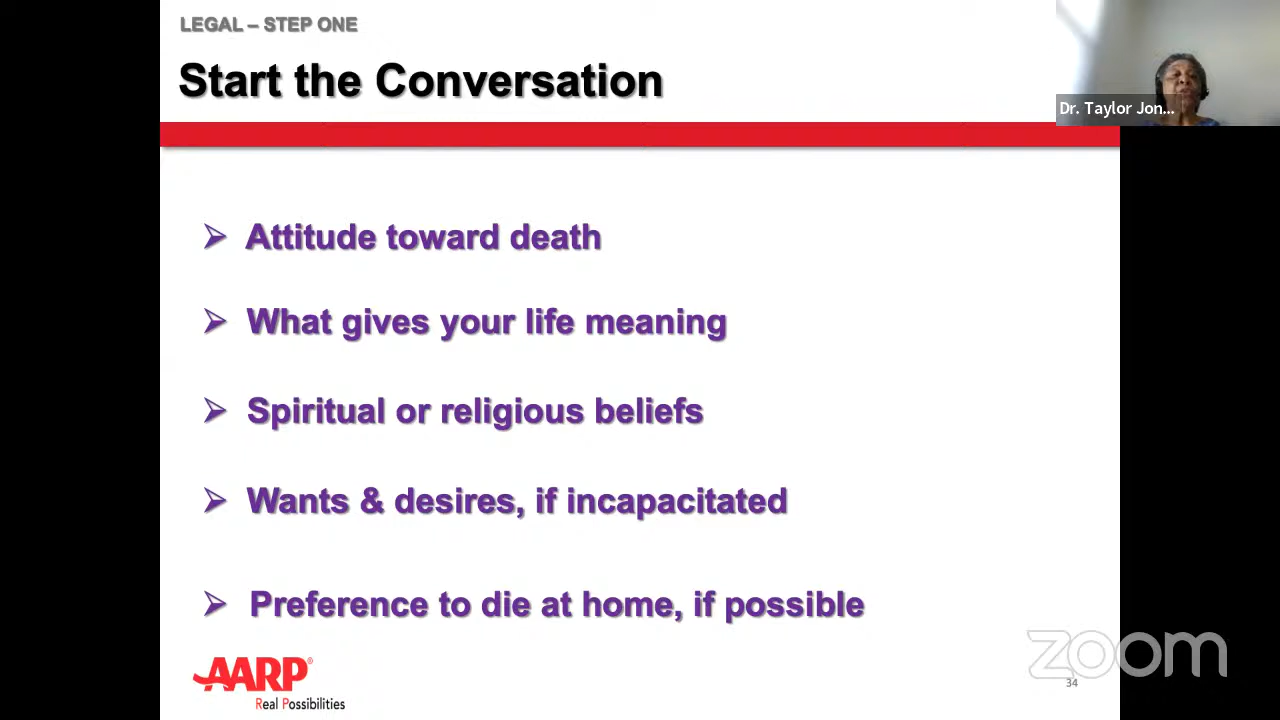 LEGAL – STEP ONE
Start the Conversation
Dr. Taylor Jon...
➢ Attitude toward death
➢ What gives your life meaning
➢ Spiritual or religious beliefs
➢ Wants & desires, if incapacitated
➢ Preference to die at home, if possible
zoom
34
AARP®
Real Possibilities